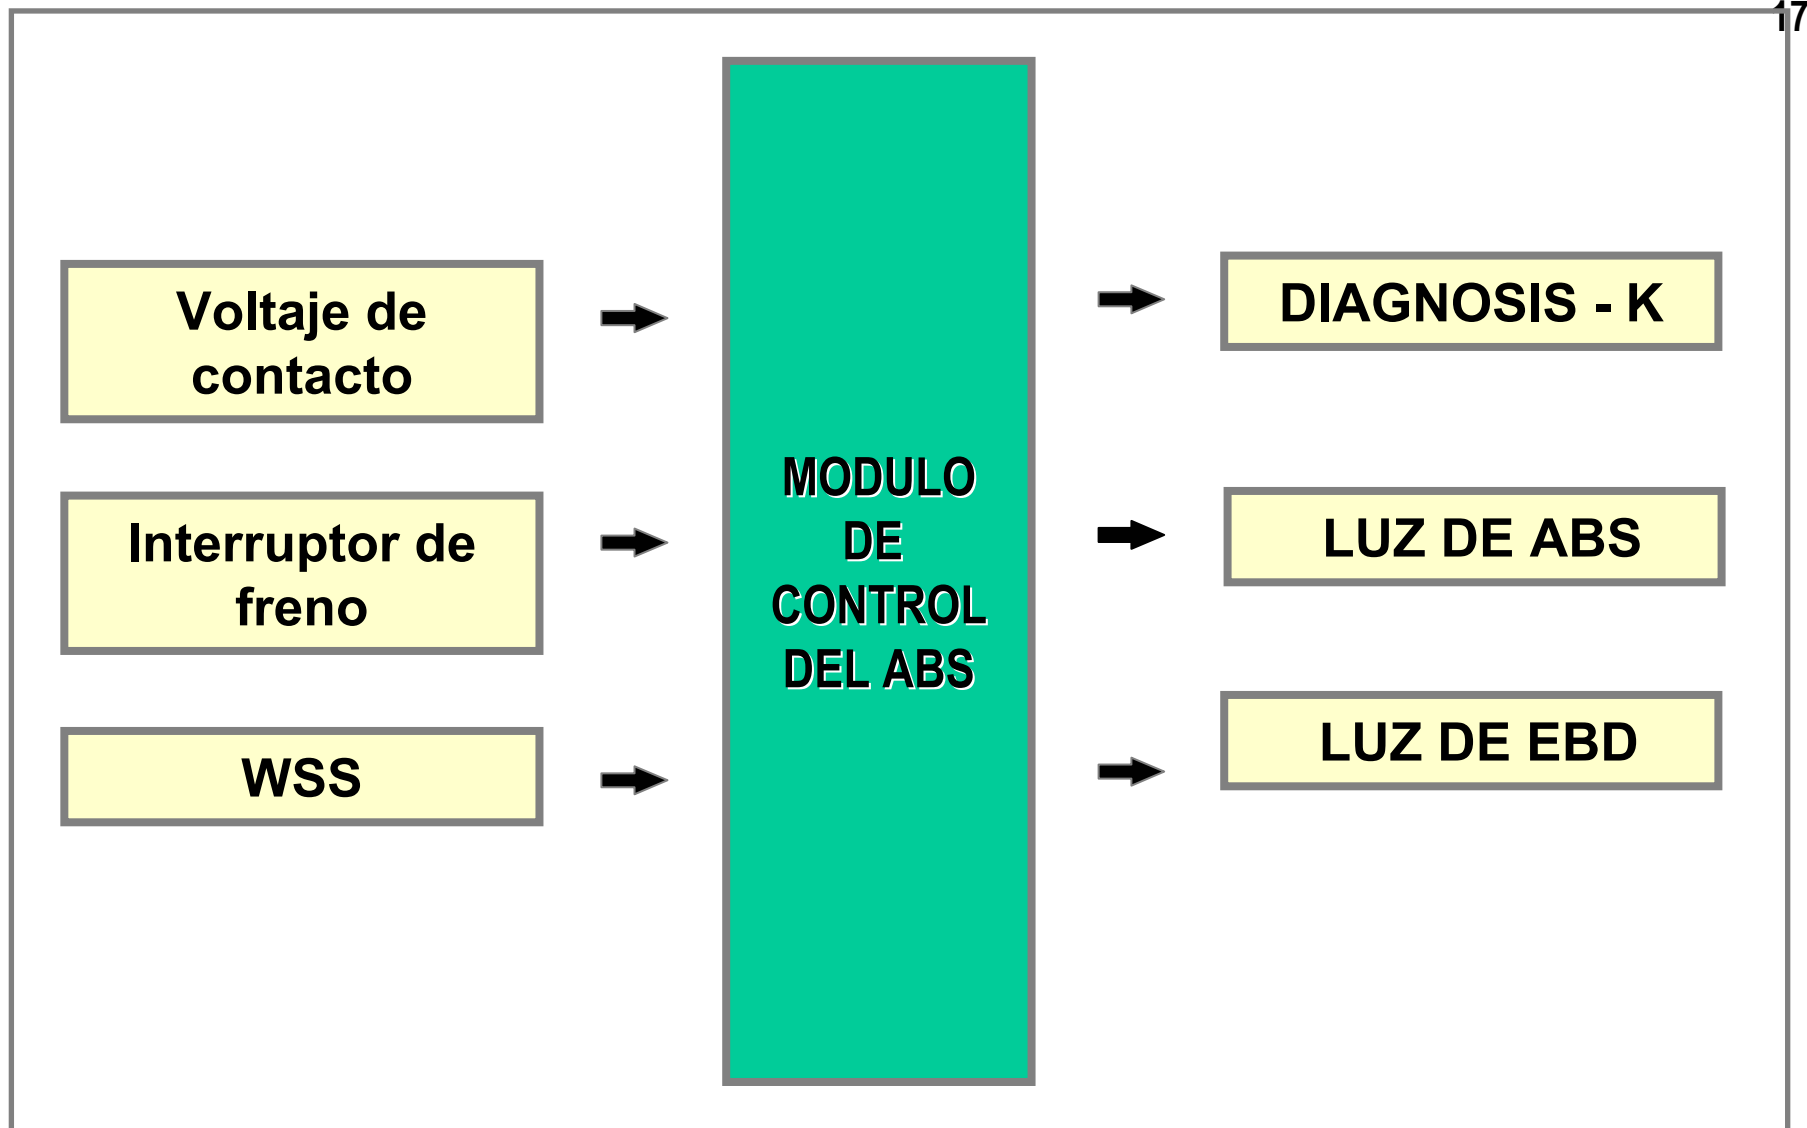 17
Voltaje de
contacto
Interruptor de
freno
WSS
MODULO
DE
CONTROL
DEL ABS
DIAGNOSIS - K
LUZ DE ABS
LUZ DE EBD